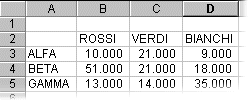 A B C D
1
2 ROSSI VERDI BIANCHI
3 ALFA 10.000 21.000 9.000
4 BETA 51.000 21.000 18.000
5 GAMMA 13.000 14.000 35.000